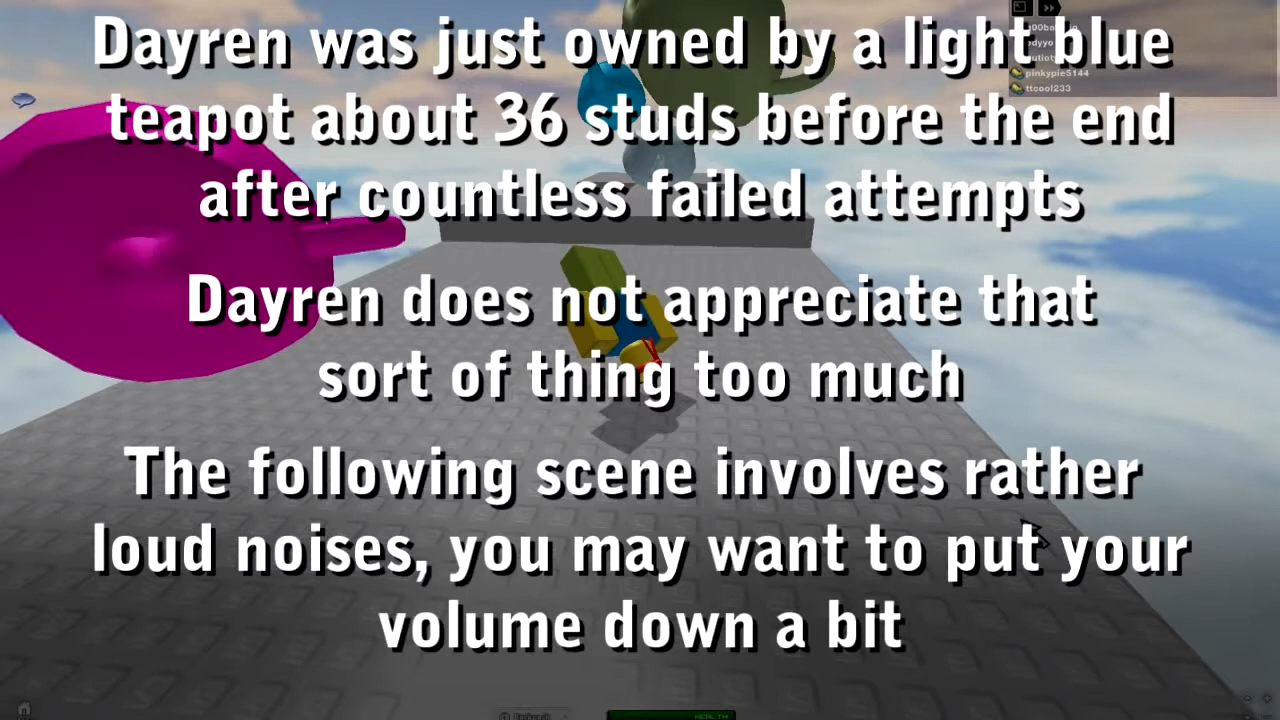 Dayren was just owned by a light blue
teapot about 36 studs before the end
after countless failed attempts
Dayren does not appreciate that
sort of thing too much
The following scene involves rather
loud noises, you may want to put your
volume down a bit
pinkypie5144
ttcool233
HEALTH